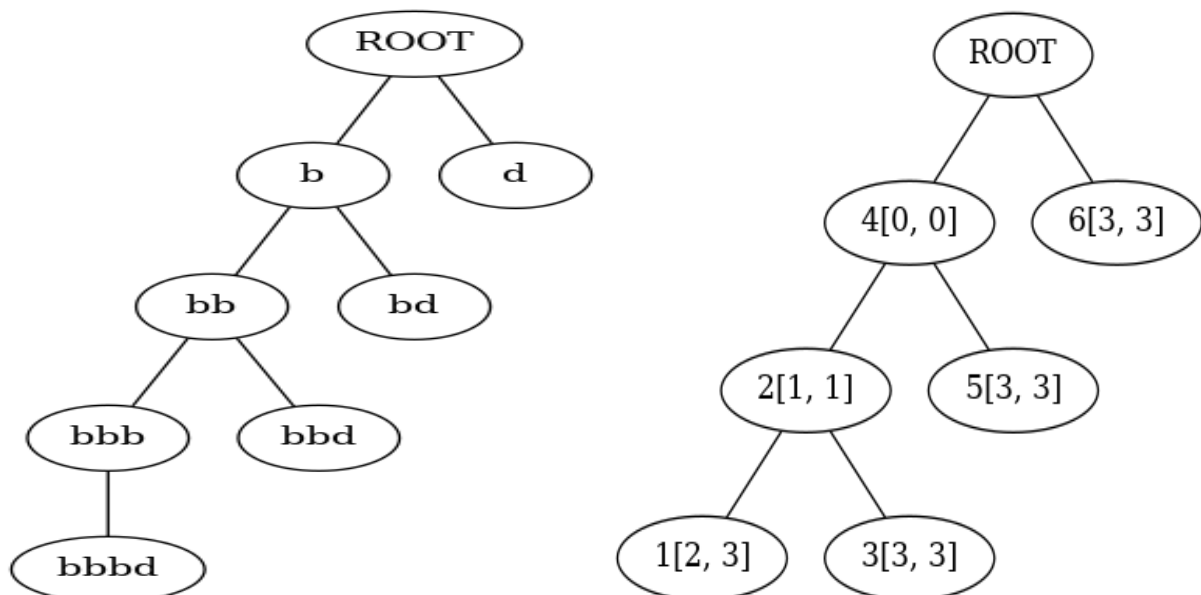 ROOT
b
d
bb
bd
bbb
bbd
bbbd
ROOT
4[0, 0]
6[3, 3]
2[1, 1]
5[3, 3]
1[2, 3]
3[3, 3]